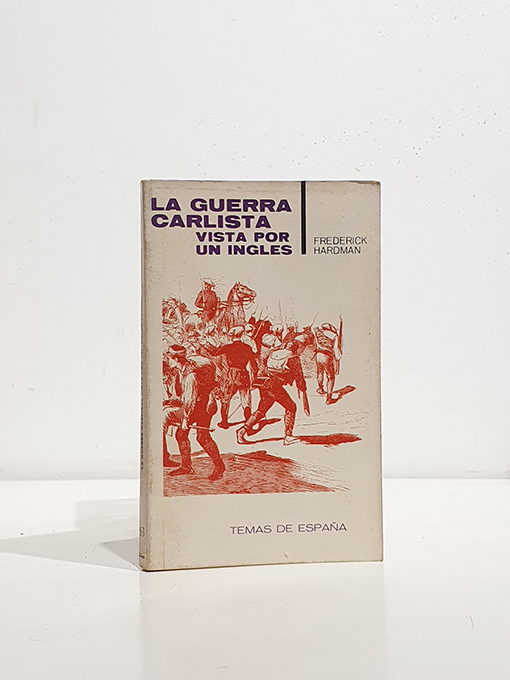 LA GUERRA
CARLISTA
VISTA POR
UN INGLES
FREDERICK
HARDMAN
TEMAS DE ESPAÑA